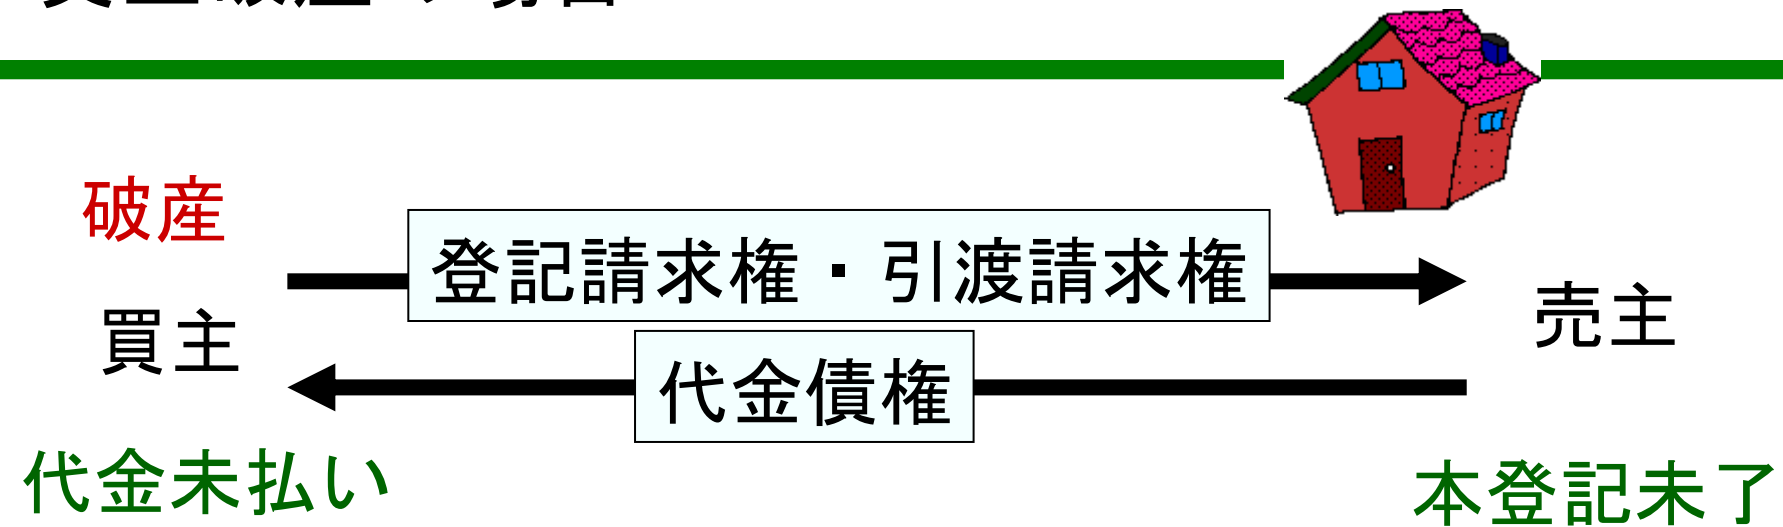 破産
登記請求権・引渡請求権
買主
売主
代金債権
代金未払い
本登記未了